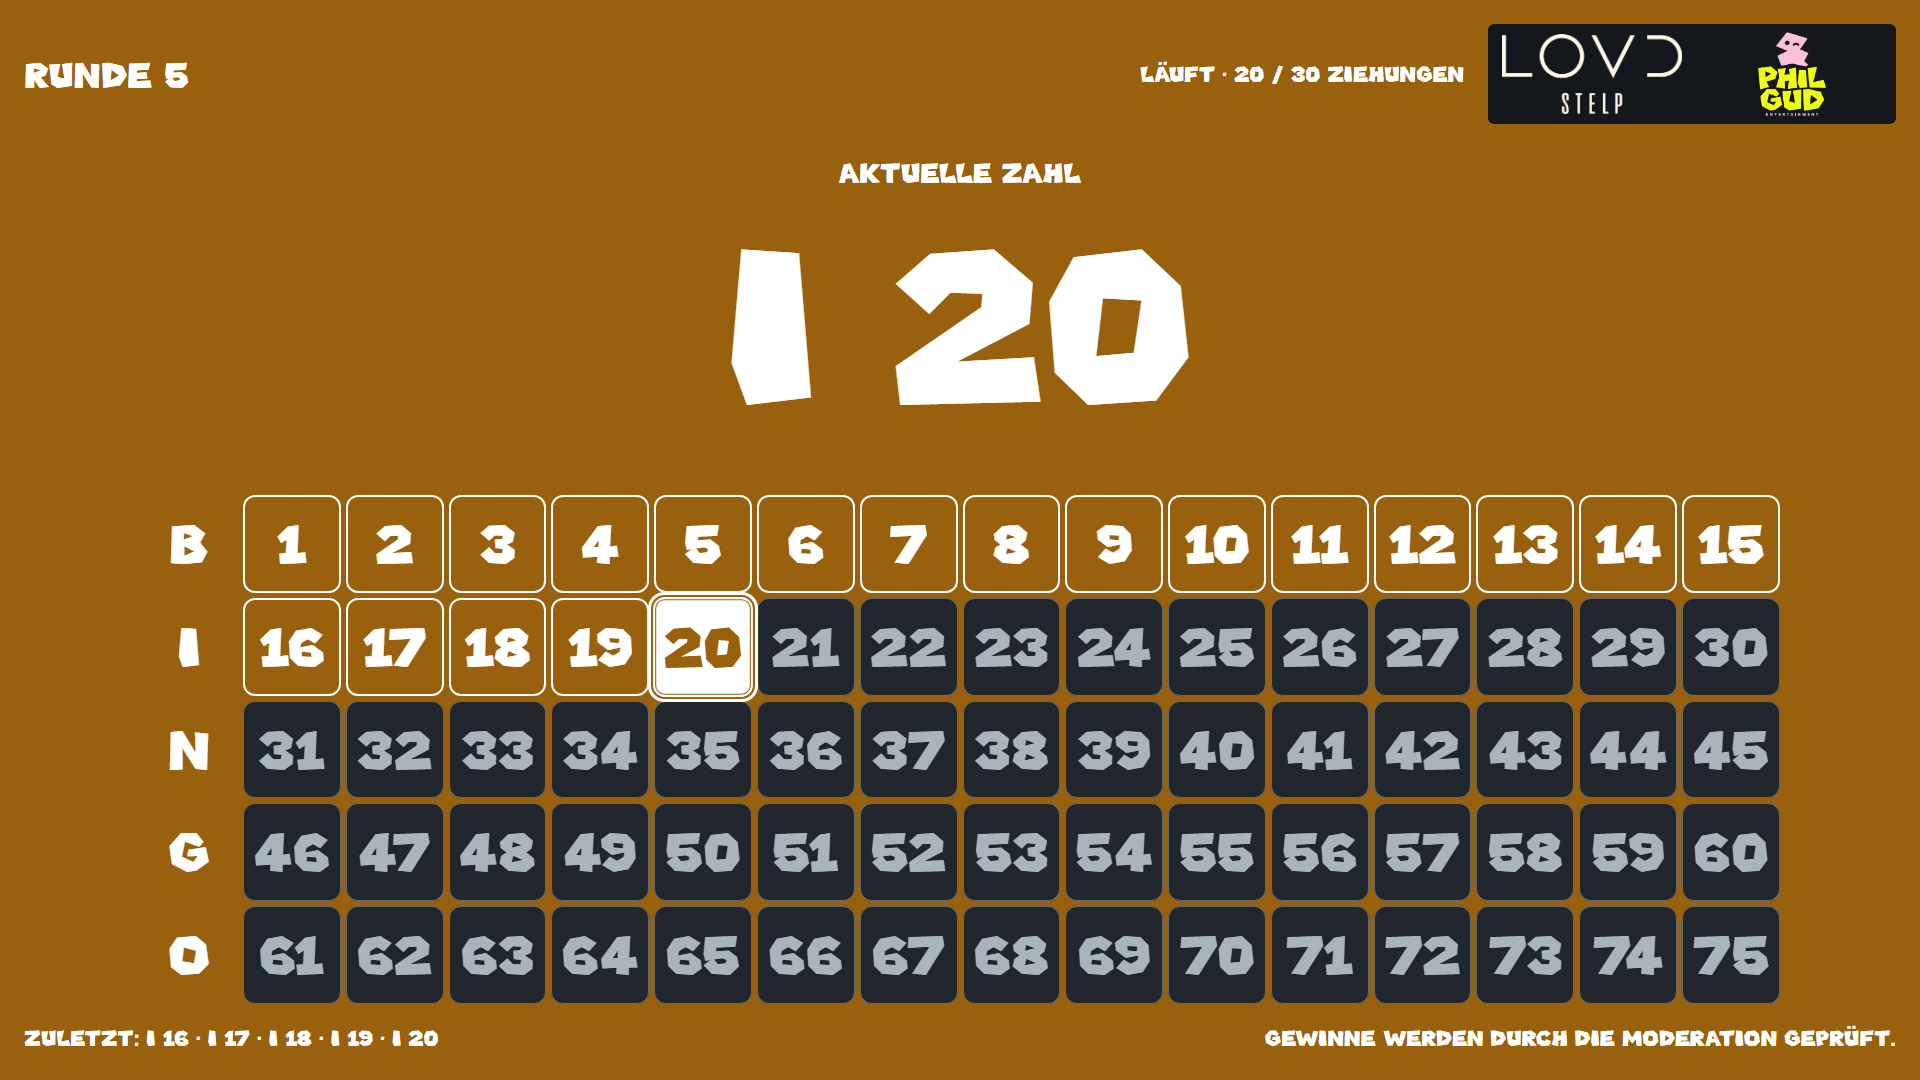 RUNDE 5
LÄUFT · 20 / 30 ZIEHUNGEN
LOVD
STELP
PHIL
GUD
ENTERTAINMENT
AKTUELLE ZAHL
I 20
B 1 2 3 4 5 6 7 8 9 10 11 12 13 14 15
I 16 17 18 19 20 21 22 23 24 25 26 27 28 29 30
N 31 32 33 34 35 36 37 38 39 40 41 42 43 44 45
G 46 47 48 49 50 51 52 53 54 55 56 57 58 59 60
O 61 62 63 64 65 66 67 68 69 70 71 72 73 74 75
ZULETZT: I 16 · I 17 · I 18 · I 19 · I 20
GEWINNE WERDEN DURCH DIE MODERATION GEPRÜFT.